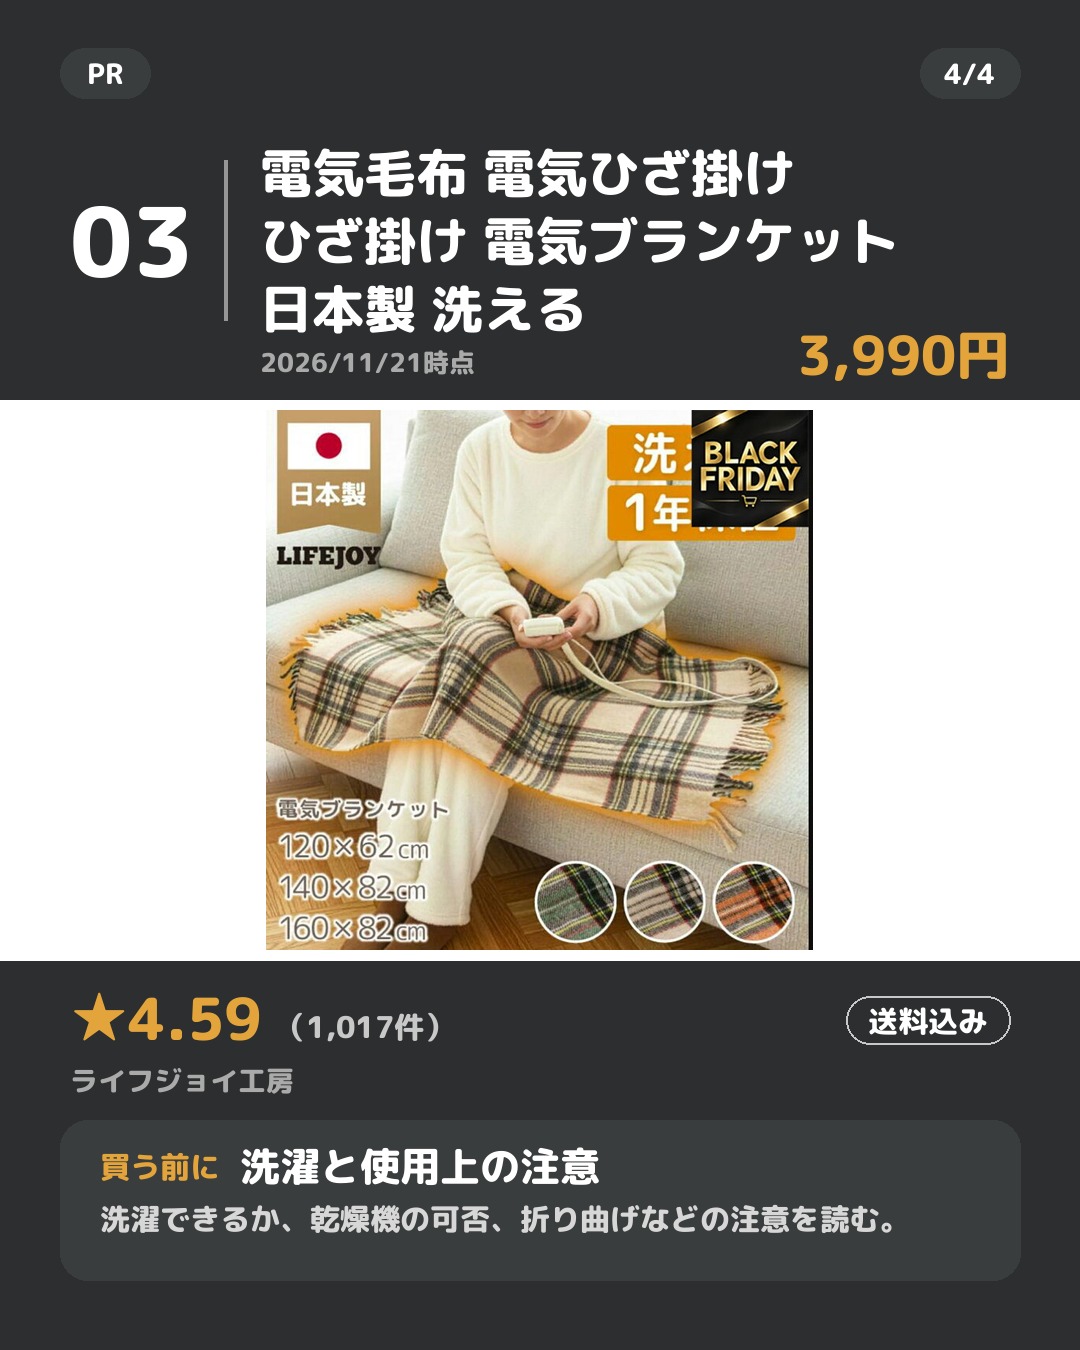 PR
4/4
03
電気毛布 電気ひざ掛け
ひざ掛け 電気ブランケット
日本製 洗える
2026/11/21時点
3,990円
日本製
LIFEJOY
洗
1年
BLACK
FRIDAY
電気ブランケット
120×62cm
140×82cm
160×82cm
★4.59
(1,017件)
送料込み
ライフジョイ工房
買う前に 洗濯と使用上の注意
洗濯できるか、乾燥機の可否、折り曲げなどの注意を読む。